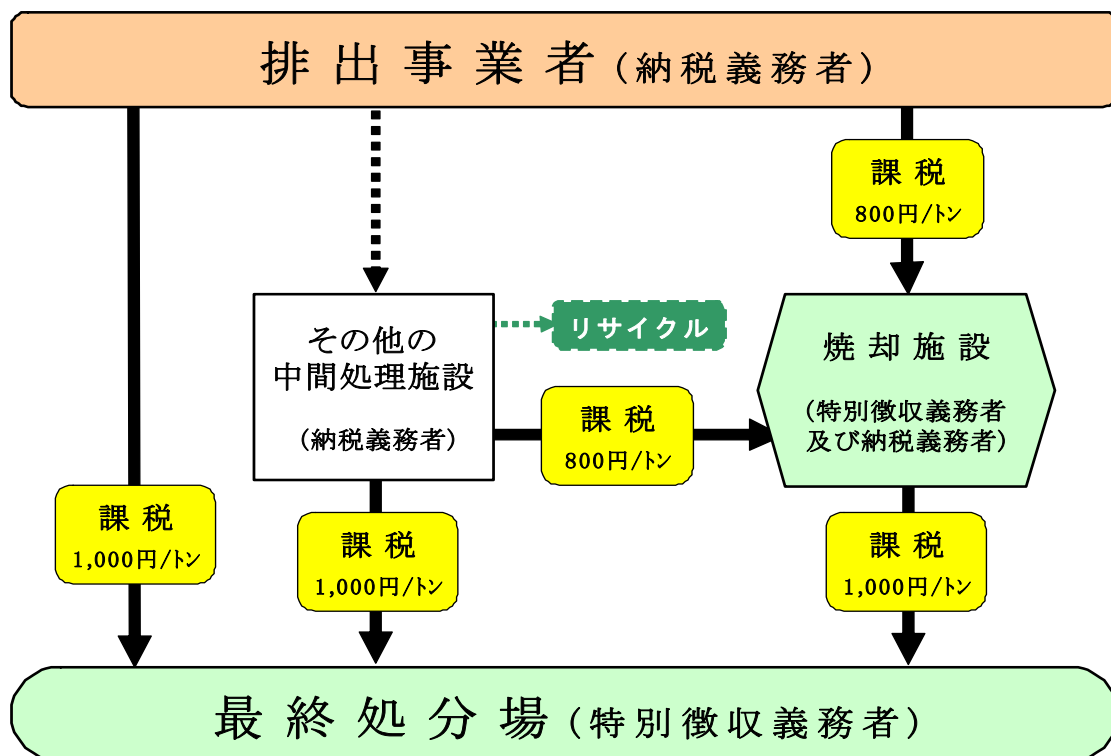 排出事業者(納税義務者)
課税
800円/トン
その他の
中間処理施設
(納税義務者)
リサイクル
焼却施設
(特別徴収義務者
及び納税義務者)
課税
800円/トン
課税
1,000円/トン
課税
1,000円/トン
課税
1,000円/トン
最終処分場(特別徴収義務者)